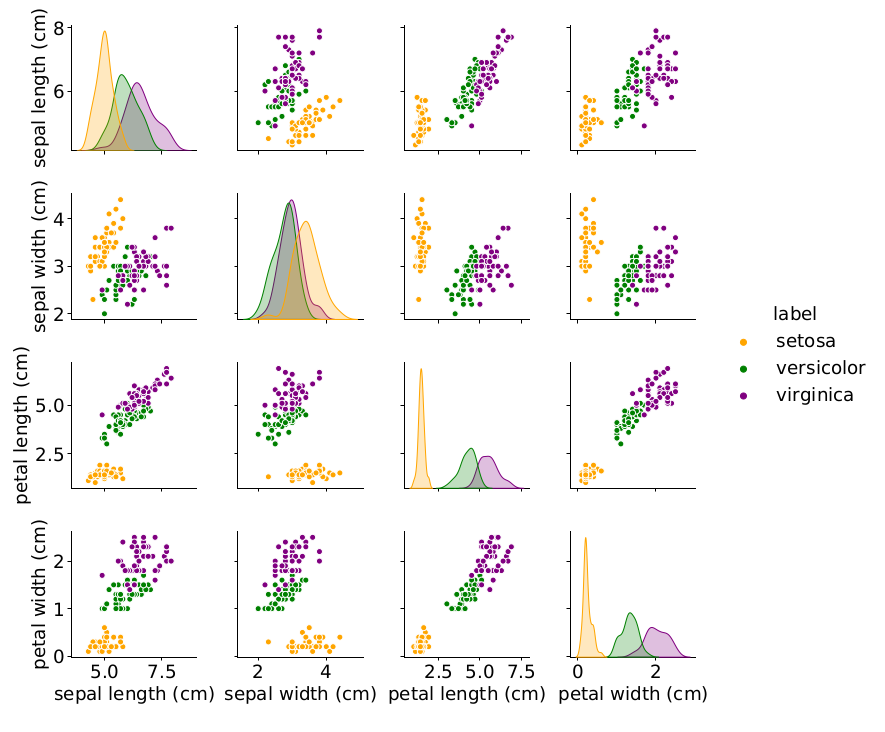 sepal length (cm)
8
6
sepal width (cm)
4
3
2
petal length (cm)
5.0
2.5
petal width (cm)
2
1
0
5.0 7.5 2 4 2.5 5.0 7.5 0 2
sepal length (cm) sepal width (cm) petal length (cm) petal width (cm)
label
setosa
versicolor
virginica